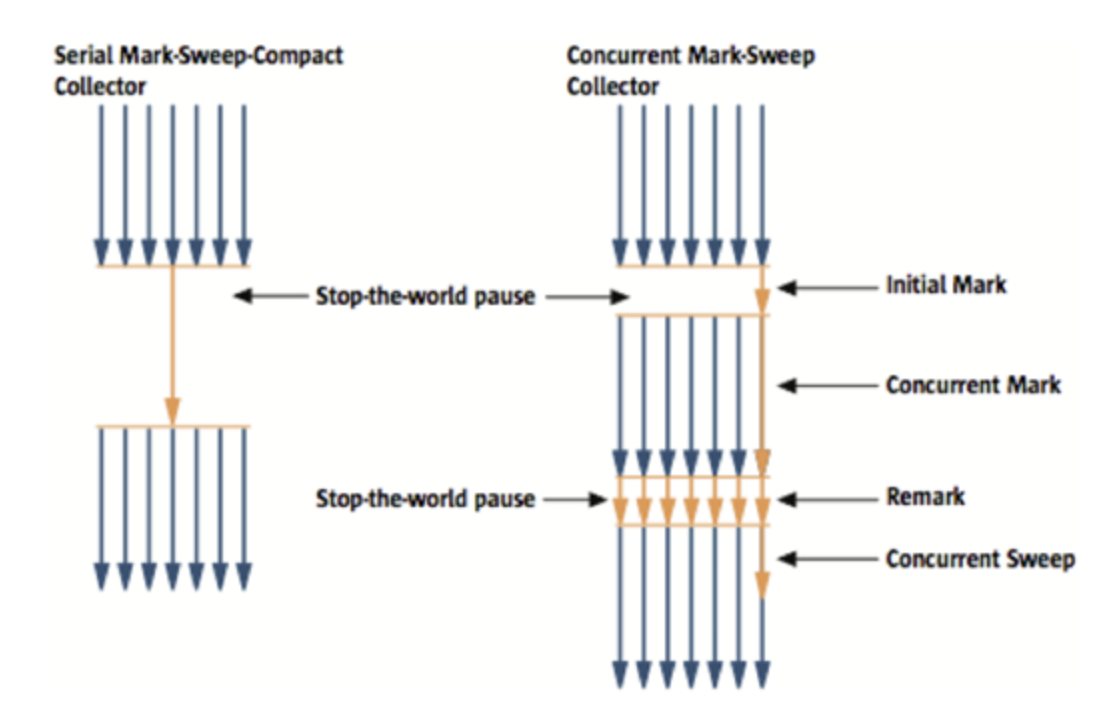 Serial Mark-Sweep-Compact
Collector
Concurrent Mark-Sweep
Collector
Stop-the-world pause
Initial Mark
Concurrent Mark
Stop-the-world pause
Remark
Concurrent Sweep